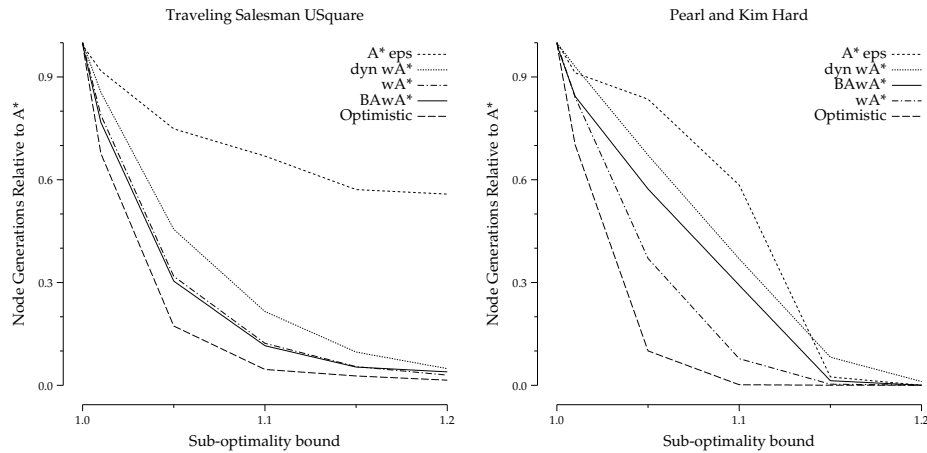 Traveling Salesman USquare
A* eps
dyn wA*
wA*
BAwA*
Optimistic
Node Generations Relative to A*
0.9
0.6
0.3
0.0
1.0
1.1
1.2
Sub-optimality bound
Pearl and Kim Hard
A* eps
dyn wA*
BAwA*
wA*
Optimistic
Node Generations Relative to A*
0.9
0.6
0.3
0.0
1.0
1.1
1.2
Sub-optimality bound